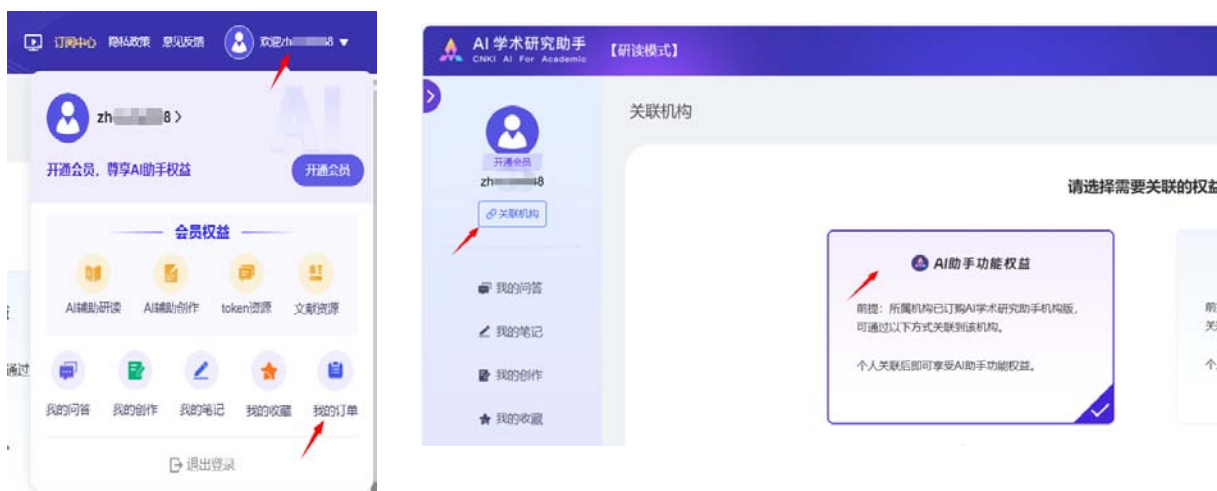 订阅中心 隐私政策 意见反馈 欢迎zh 8
zh 8 >
开通会员，尊享AI助手权益 开通会员
会员权益
AI辅助研读 AI辅助创作 token资源 文献资源
通过
我的问答 我的创作 我的笔记 我的收藏 我的订单
退出登录
AI 学术研究助手 【研读模式】
CNKI AI For Academic
关联机构
开通会员
zh 8
关联机构
我的问答
我的笔记
我的创作
我的收藏
请选择需要关联的权益
AI助手功能权益
前提：所属机构已订购AI学术研究助手机构版，
可通过以下方式关联到该机构。
个人关联后即可享受AI助手功能权益。
前
关
个